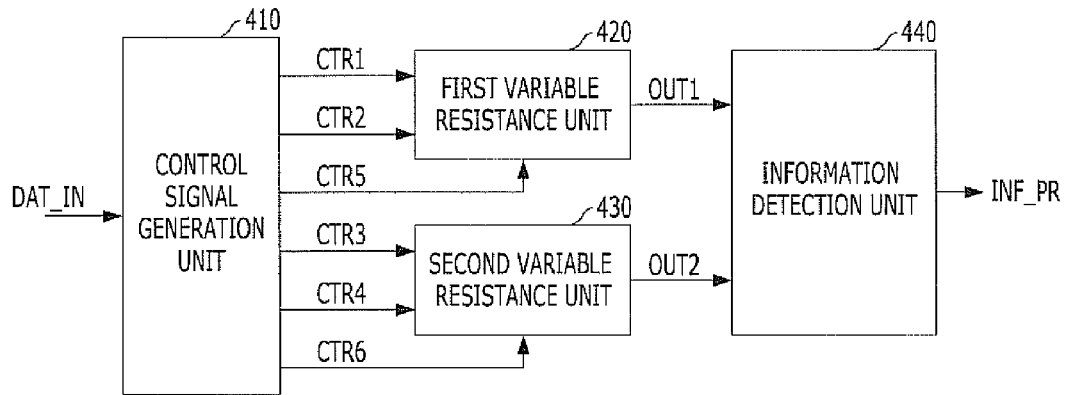 410
CONTROL
SIGNAL
GENERATION
UNIT
DAT_IN
CTR1
CTR2
CTR5
CTR3
CTR4
CTR6
420
FIRST VARIABLE
RESISTANCE UNIT
430
SECOND VARIABLE
RESISTANCE UNIT
OUT1
OUT2
440
INFORMATION
DETECTION UNIT
INF_PR